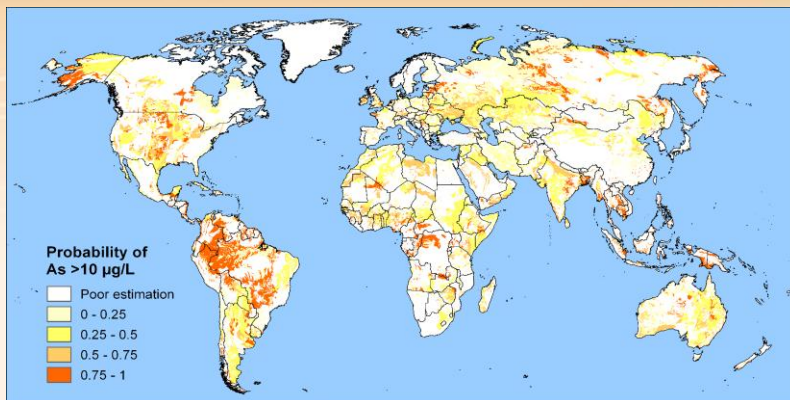 Probability of
As >10 µg/L
Poor estimation
0 - 0.25
0.25 - 0.5
0.5 - 0.75
0.75 - 1